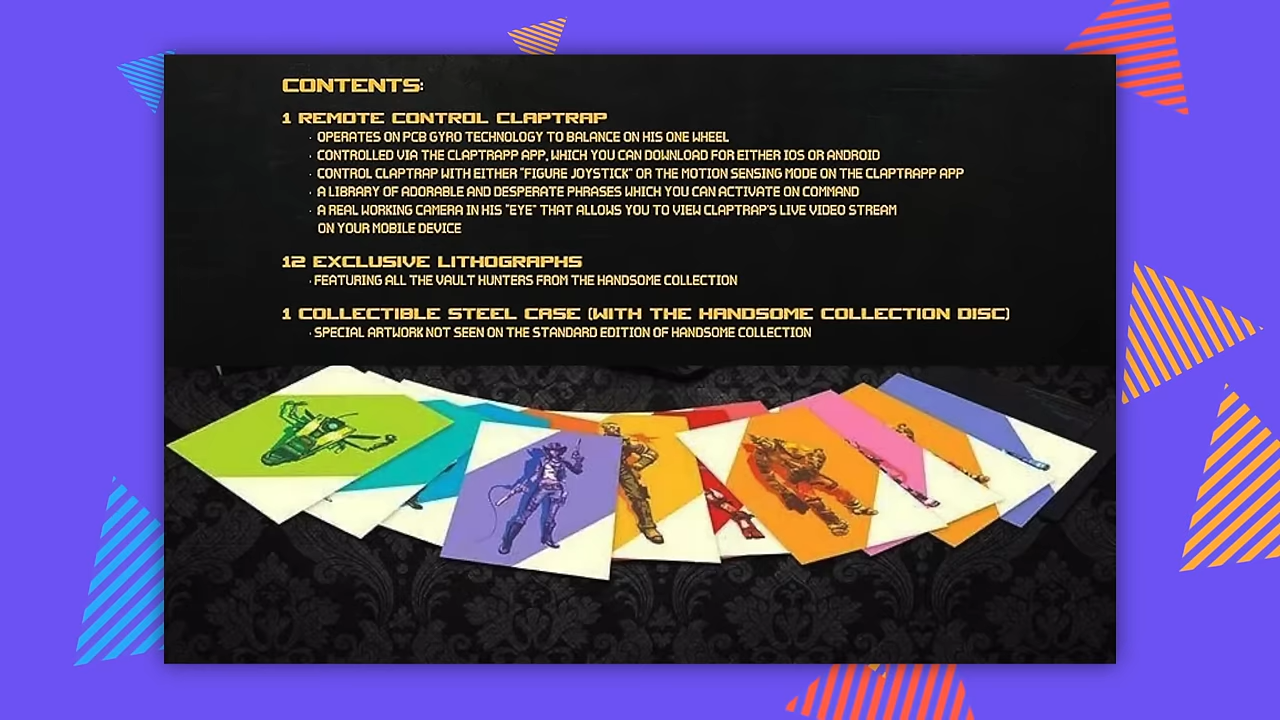 CONTENTS:
1 REMOTE CONTROL CLAPTRAP
· OPERATES ON PCB GYRO TECHNOLOGY TO BALANCE ON HIS ONE WHEEL
· CONTROLLED VIA THE CLAPTRAPP APP, WHICH YOU CAN DOWNLOAD FOR EITHER IOS OR ANDROID
· CONTROL CLAPTRAP WITH EITHER "FIGURE JOYSTICK" OR THE MOTION SENSING MODE ON THE CLAPTRAPP APP
· A LIBRARY OF ADORABLE AND DESPERATE PHRASES WHICH YOU CAN ACTIVATE ON COMMAND
· A REAL WORKING CAMERA IN HIS "EYE" THAT ALLOWS YOU TO VIEW CLAPTRAP'S LIVE VIDEO STREAM
ON YOUR MOBILE DEVICE
12 EXCLUSIVE LITHOGRAPHS
· FEATURING ALL THE VAULT HUNTERS FROM THE HANDSOME COLLECTION
1 COLLECTIBLE STEEL CASE (WITH THE HANDSOME COLLECTION DISC)
· SPECIAL ARTWORK NOT SEEN ON THE STANDARD EDITION OF HANDSOME COLLECTION